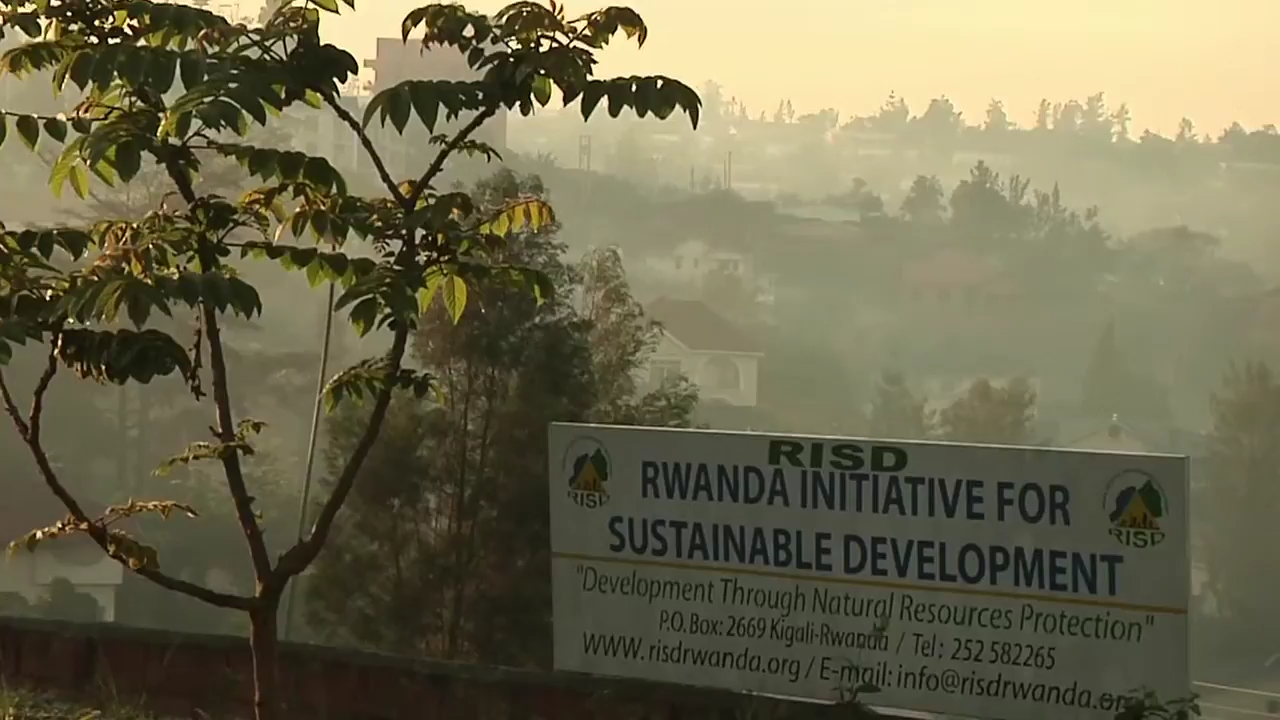 RISD
RWANDA INITIATIVE FOR
SUSTAINABLE DEVELOPMENT
RISD
RISD
"Development Through Natural Resources Protection"
P.O. Box: 2669 Kigali-Rwanda / Tel: 252 582265
www.risdrwanda.org / E-mail: info@risdrwanda.or